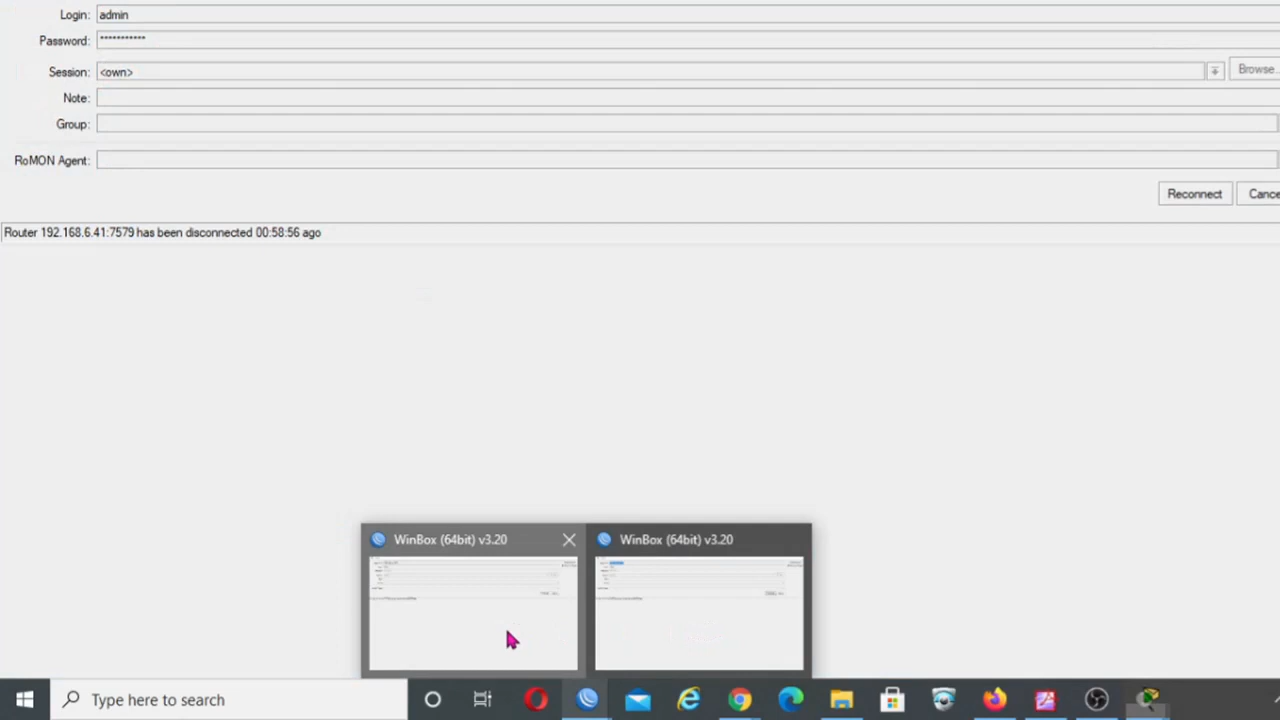 Login: admin
Password: ***********
Session: <own> Browse...
Note:
Group:
RoMON Agent:
Reconnect Cance
Router 192.168.6.41:7579 has been disconnected 00:58:56 ago
WinBox (64bit) v3.20 WinBox (64bit) v3.20
Type here to search